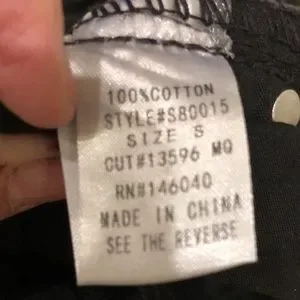 100%COTTON
STYLE#S80015
SIZE S
CUT#13596 MQ
RN#146040
MADE IN CHINA
SEE THE REVERSE